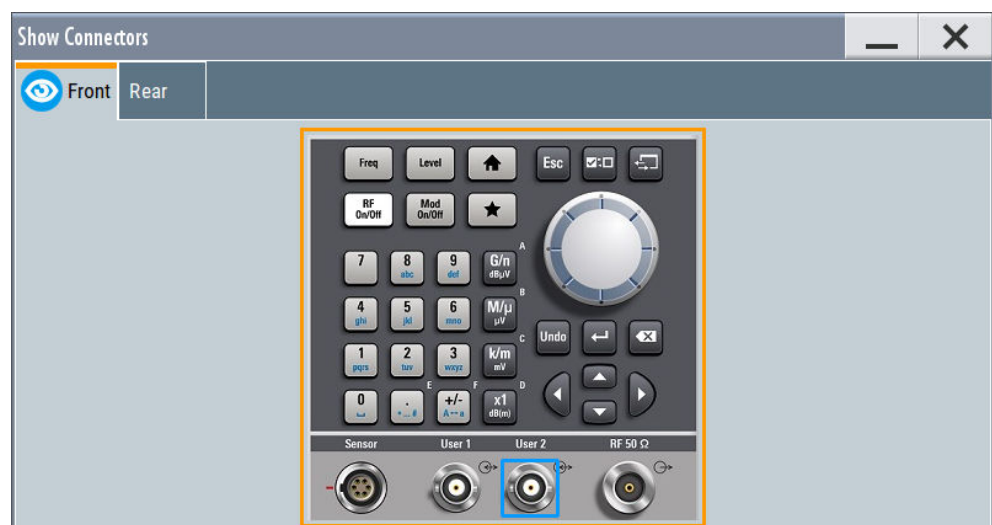 Show Connectors
Front Rear
Freq Level Esc
RF On/Off Mod On/Off
A
7 8 abc 9 def G/n dBµV
B
4 ghi 5 jkl 6 mno M/µ µV
C
Undo
1 pqrs 2 tuv 3 wxyz k/m mV
E F D
0 . *...# +/- A↔a x1 dB(m)
Sensor User 1 User 2 RF 50 Ω